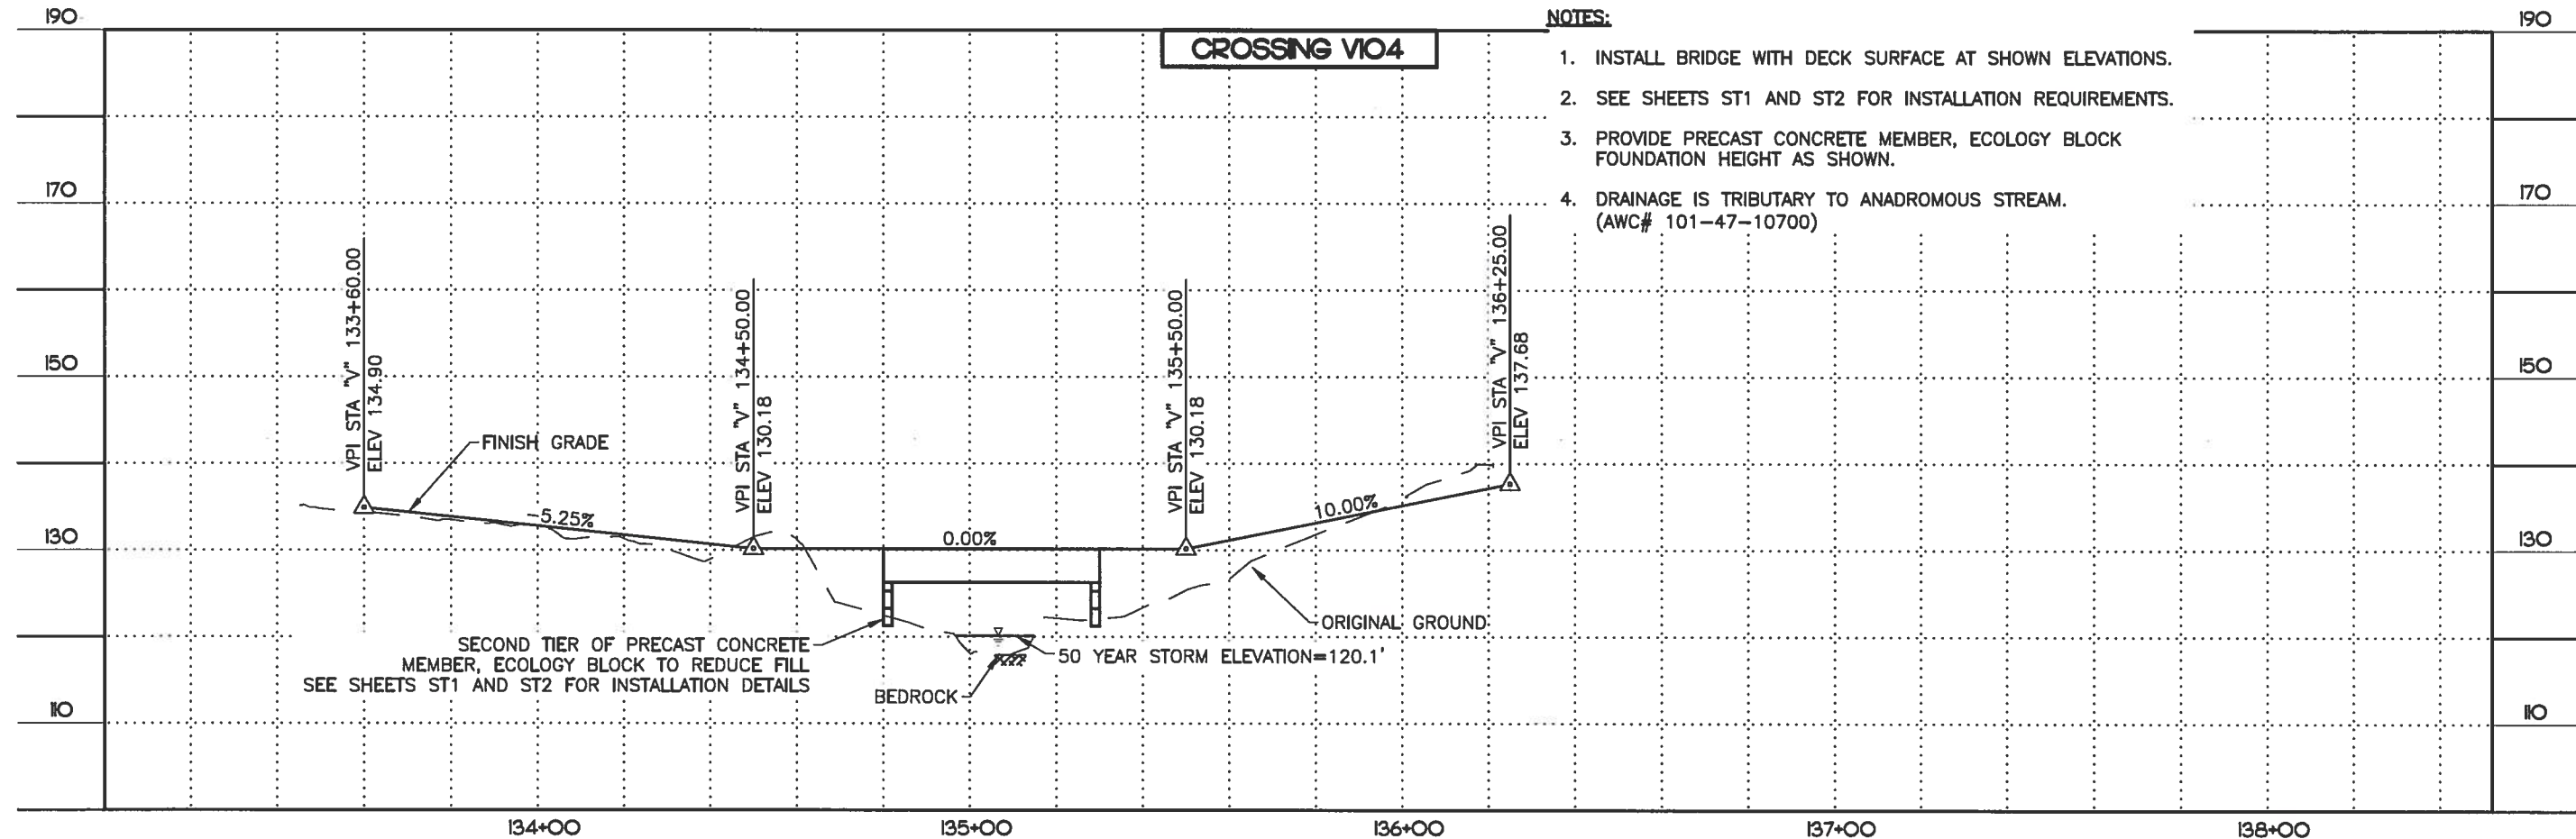 190
190
CROSSING V104
NOTES:
1. INSTALL BRIDGE WITH DECK SURFACE AT SHOWN ELEVATIONS.
2. SEE SHEETS ST1 AND ST2 FOR INSTALLATION REQUIREMENTS.
3. PROVIDE PRECAST CONCRETE MEMBER, ECOLOGY BLOCK
FOUNDATION HEIGHT AS SHOWN.
4. DRAINAGE IS TRIBUTARY TO ANADROMOUS STREAM.
(AWC# 101-47-10700)
170
170
VPI STA "V" 133+60.00
ELEV 134.90
VPI STA "V" 134+50.00
ELEV 130.18
VPI STA "V" 135+50.00
ELEV 130.18
VPI STA "V" 136+25.00
ELEV 137.68
150
150
FINISH GRADE
-5.25%
0.00%
10.00%
130
130
ORIGINAL GROUND
SECOND TIER OF PRECAST CONCRETE
MEMBER, ECOLOGY BLOCK TO REDUCE FILL
SEE SHEETS ST1 AND ST2 FOR INSTALLATION DETAILS
50 YEAR STORM ELEVATION=120.1'
BEDROCK
110
110
134+00
135+00
136+00
137+00
138+00